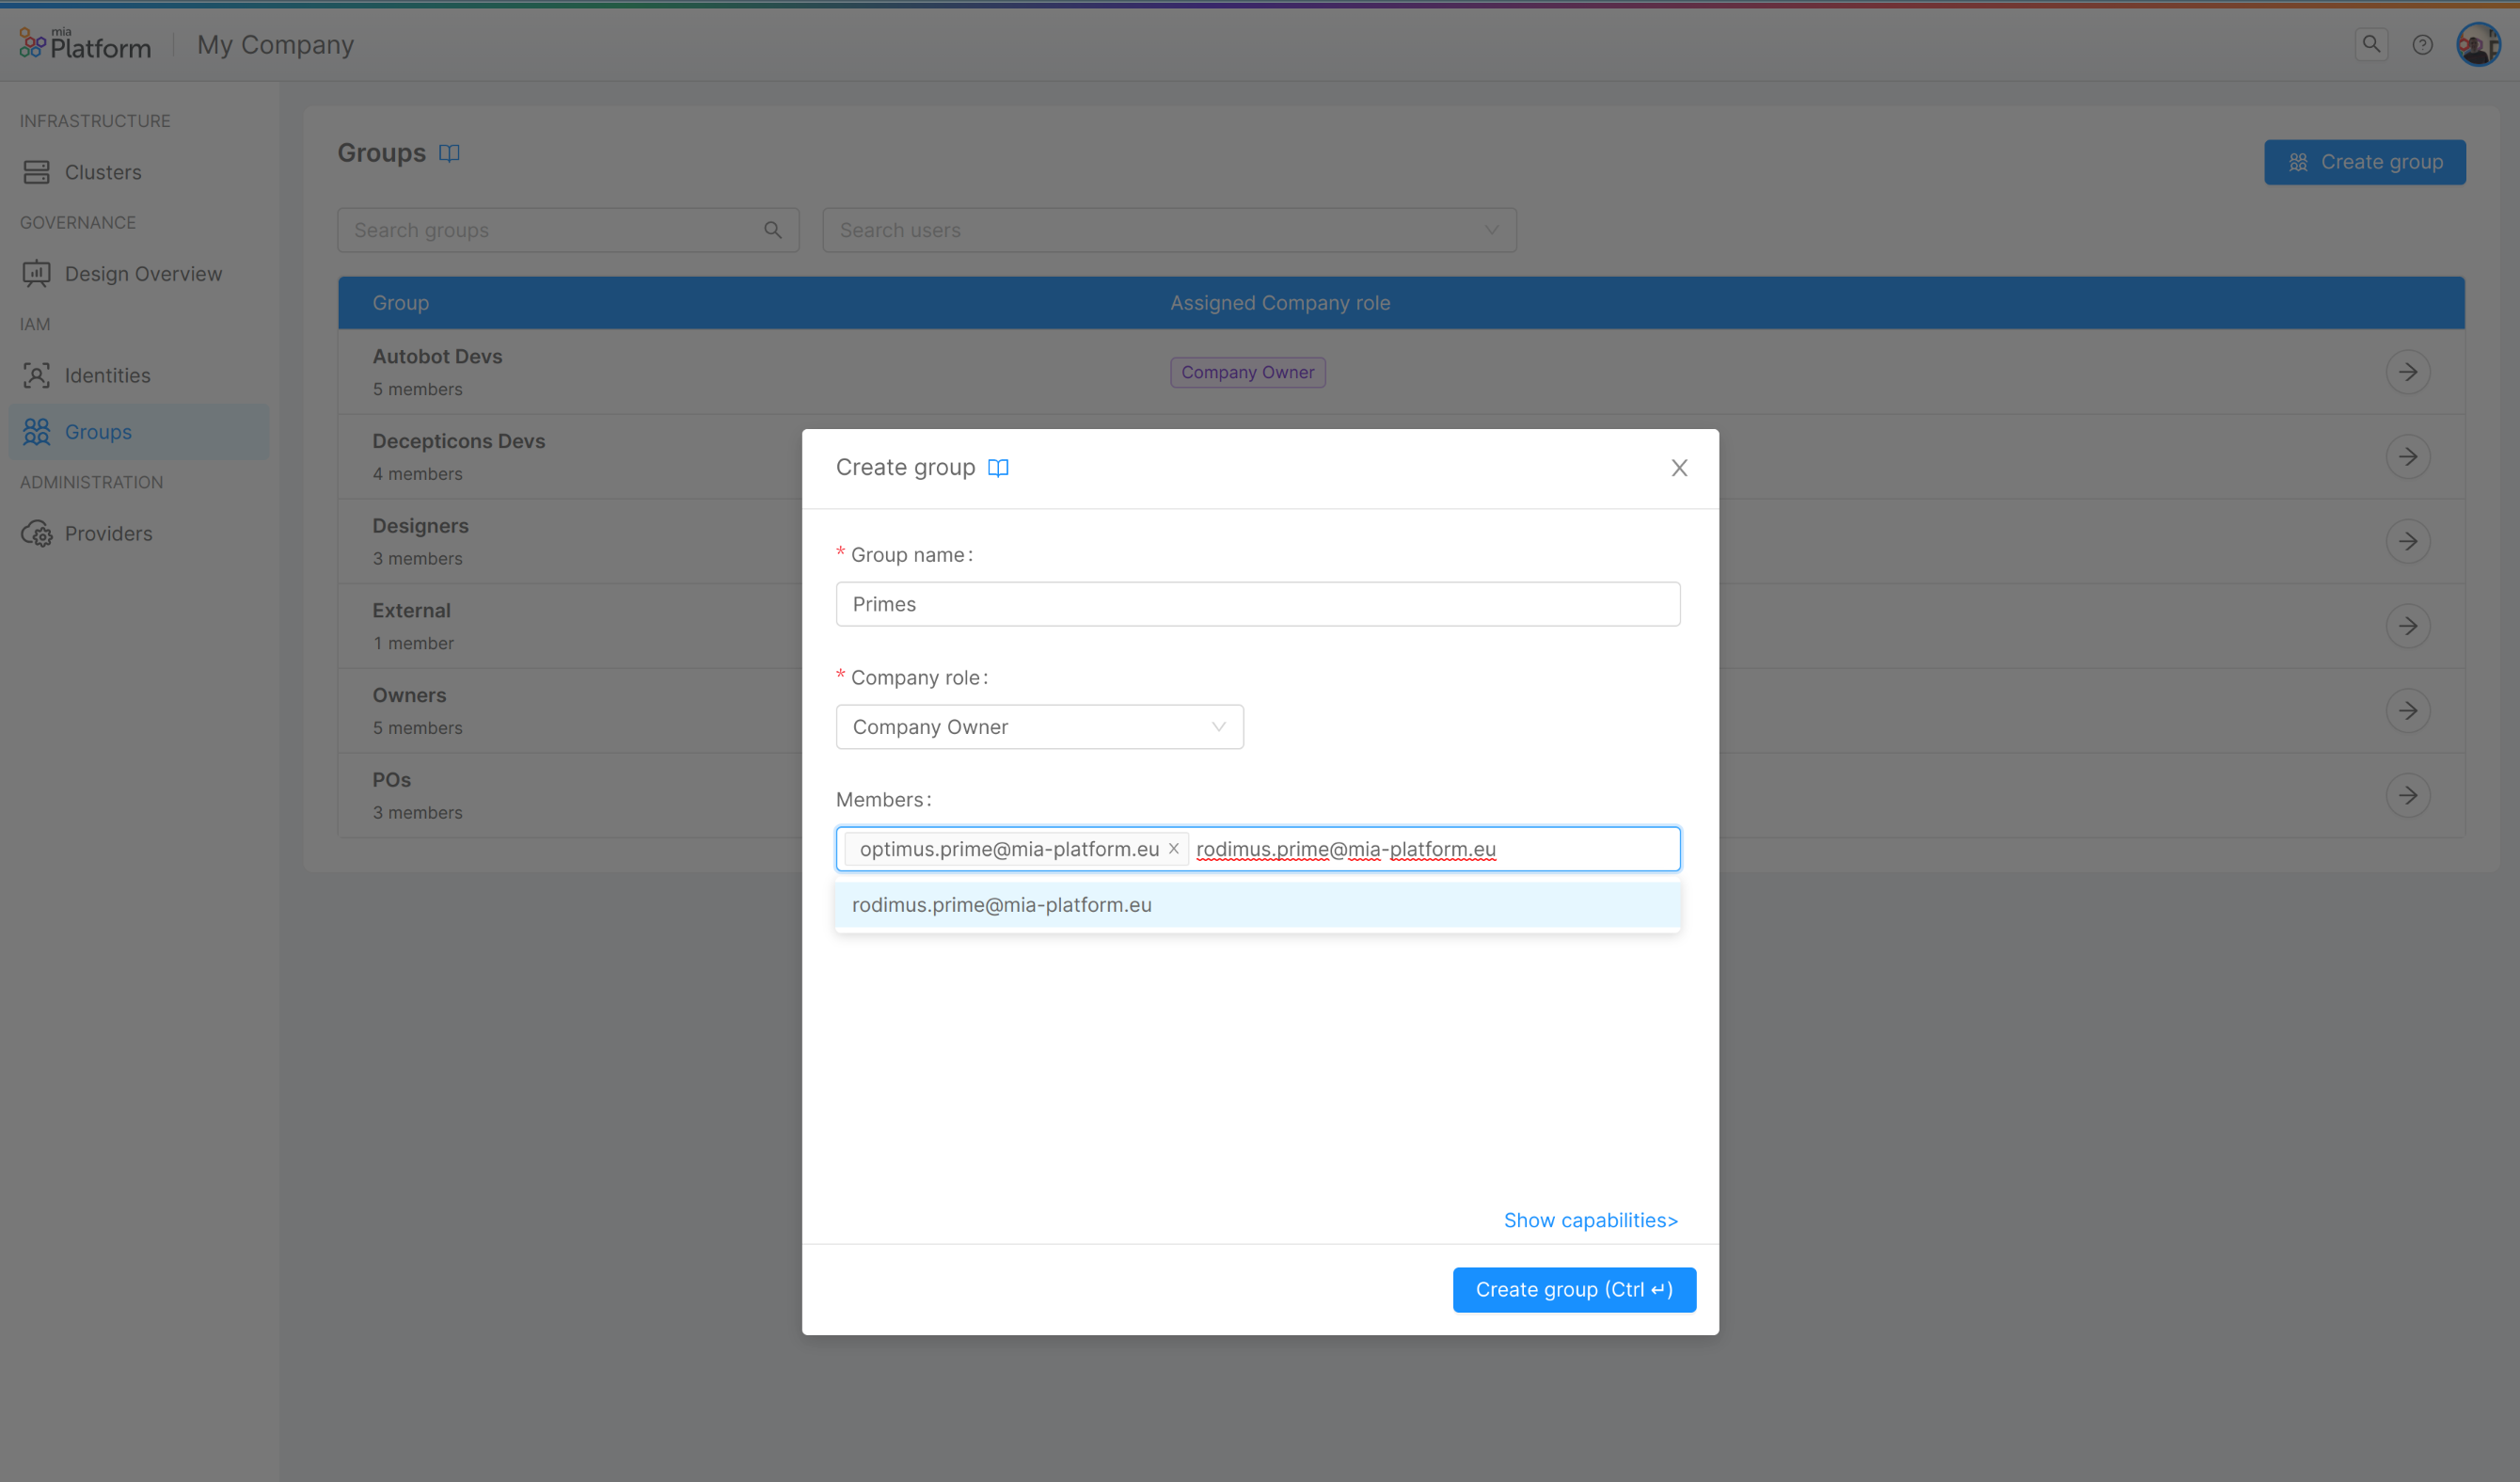 mia
Platform
My Company
INFRASTRUCTURE
Clusters
GOVERNANCE
Design Overview
IAM
Identities
Groups
ADMINISTRATION
Providers
Groups
Create group
Search groups
Search users
Group
Assigned Company role
Autobot Devs
5 members
Company Owner
Decepticons Devs
4 members
Designers
3 members
External
1 member
Owners
5 members
POs
3 members
Create group
* Group name:
Primes
* Company role:
Company Owner
Members:
optimus.prime@mia-platform.eu rodimus.prime@mia-platform.eu
rodimus.prime@mia-platform.eu
Show capabilities>
Create group (Ctrl ↵)